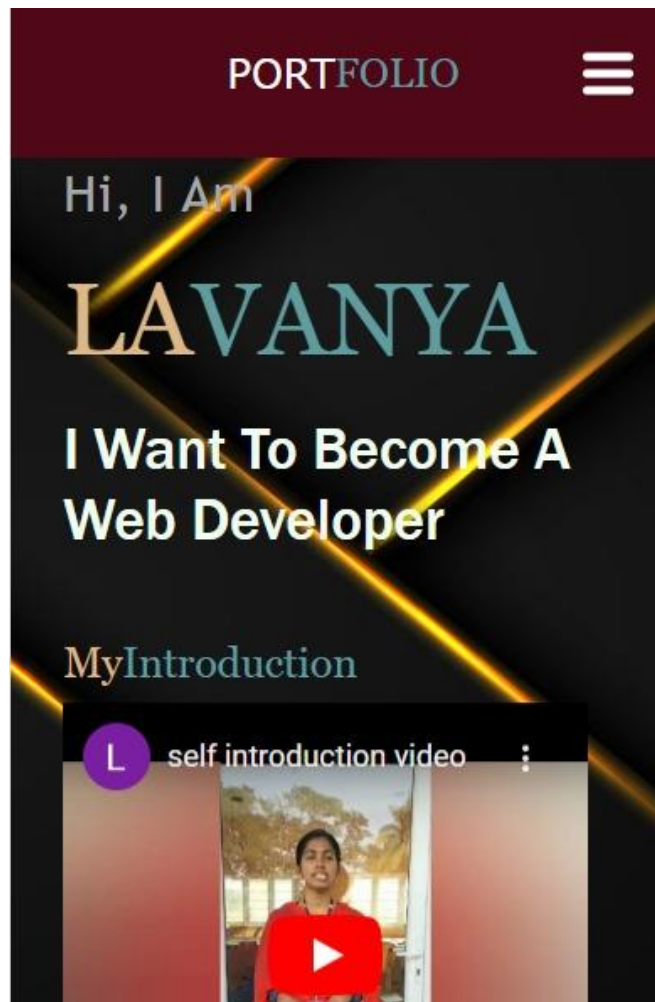 PORTFOLIO
Hi, I Am
LAVANYA
I Want To Become A
Web Developer
MyIntroduction
L
self introduction video